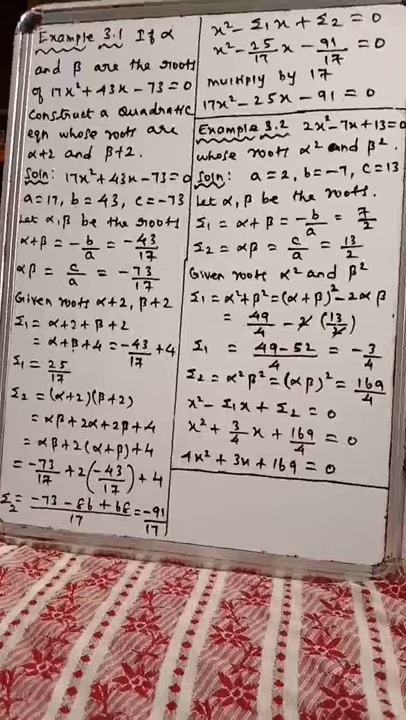 Example 3.1 If α
and β are the roots
of 17x² + 43x − 73 = 0
Construct a Quadratic
eqn whose roots are
α+2 and β+2.
Soln: 17x² + 43x − 73 = 0
a = 17, b = 43, c = −73
Let α, β be the roots
α+β = −b/a = −43/17
αβ = c/a = −73/17
Given roots α+2, β+2
Σ₁ = α+2+β+2
= α+β+4 = −43/17 + 4
Σ₁ = 25/17
Σ₂ = (α+2)(β+2)
= αβ + 2α + 2β + 4
= αβ + 2(α+β) + 4
= −73/17 + 2(−43/17) + 4
Σ₂ = (−73 − 86 + 68)/17 = −91/17
x² − Σ₁x + Σ₂ = 0
x² − 25/17 x − 91/17 = 0
multiply by 17
17x² − 25x − 91 = 0
Example 3.2 2x² − 7x + 13 = 0
whose roots α² and β².
Soln: a = 2, b = −7, c = 13
Let α, β be the roots.
Σ₁ = α+β = −b/a = 7/2
Σ₂ = αβ = c/a = 13/2
Given roots α² and β²
Σ₁ = α²+β² = (α+β)² − 2αβ
= 49/4 − 2(13/2)
Σ₁ = (49−52)/4 = −3/4
Σ₂ = α²β² = (αβ)² = 169/4
x² − Σ₁x + Σ₂ = 0
x² + 3/4 x + 169/4 = 0
4x² + 3x + 169 = 0